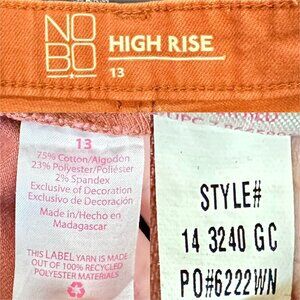 NO
BO
HIGH RISE
13
13
75% Cotton/Algodón
23% Polyester/Poliéster
2% Spandex
Exclusive of Decoration
Exclusivo de Decoración
Made in/Hecho en
Madagascar
THIS LABEL YARN IS MADE
OUT OF 100% RECYCLED
POLYESTER MATERIALS
STYLE#
14 3240 GC
PO#6222WN